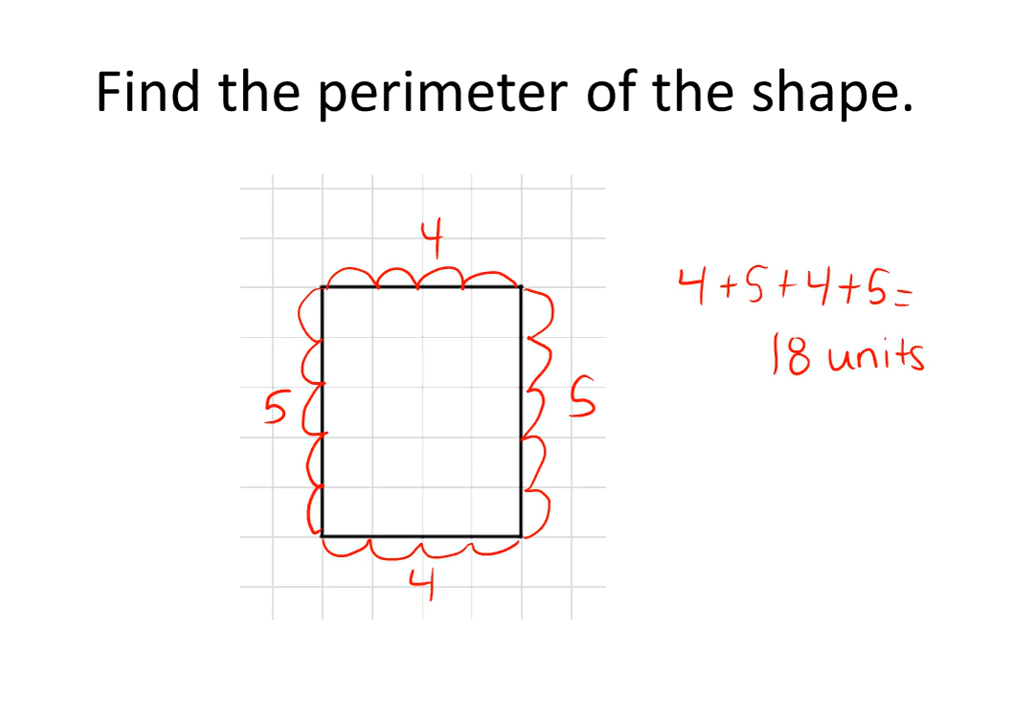 Find the perimeter of the shape.
4
4+5+4+5=
18 units
5
5
4